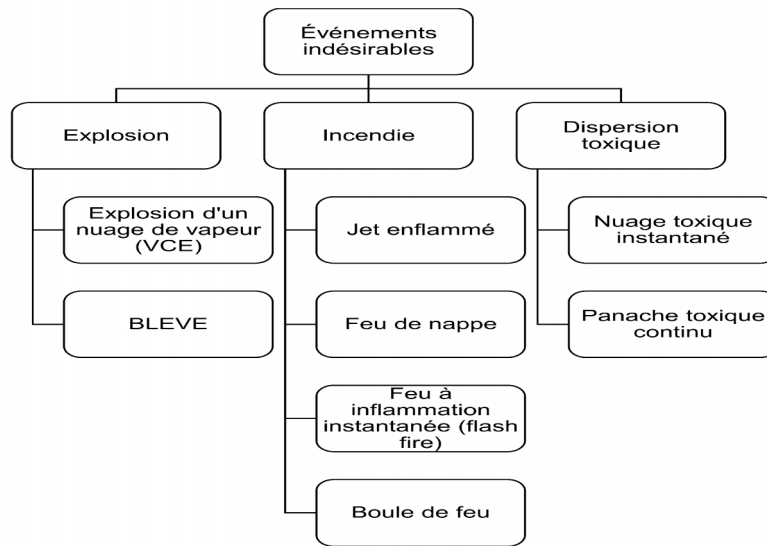 Événements
indésirables
Explosion
Incendie
Dispersion
toxique
Explosion d'un
nuage de vapeur
(VCE)
BLEVE
Jet enflammé
Feu de nappe
Feu à
inflammation
instantanée (flash
fire)
Boule de feu
Nuage toxique
instantané
Panache toxique
continu